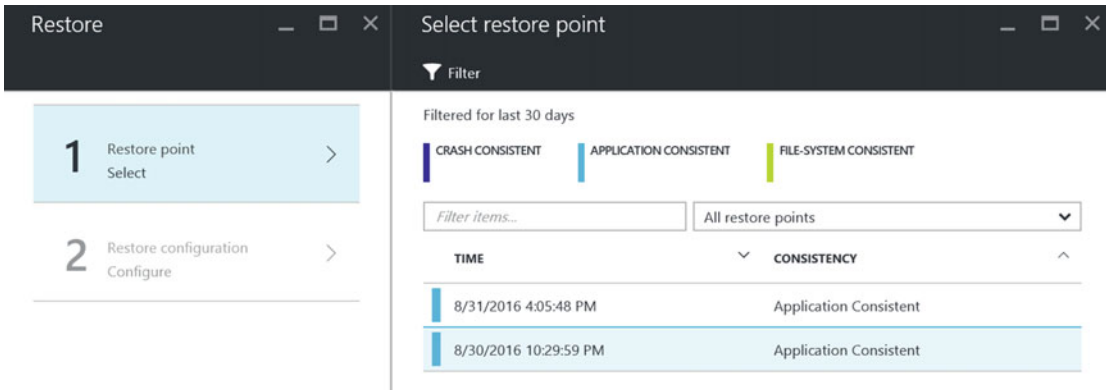 Restore
1
Restore point
Select
2
Restore configuration
Configure
Select restore point
Filter
Filtered for last 30 days
CRASH CONSISTENT APPLICATION CONSISTENT FILE-SYSTEM CONSISTENT
Filter items... All restore points
TIME CONSISTENCY
8/31/2016 4:05:48 PM Application Consistent
8/30/2016 10:29:59 PM Application Consistent